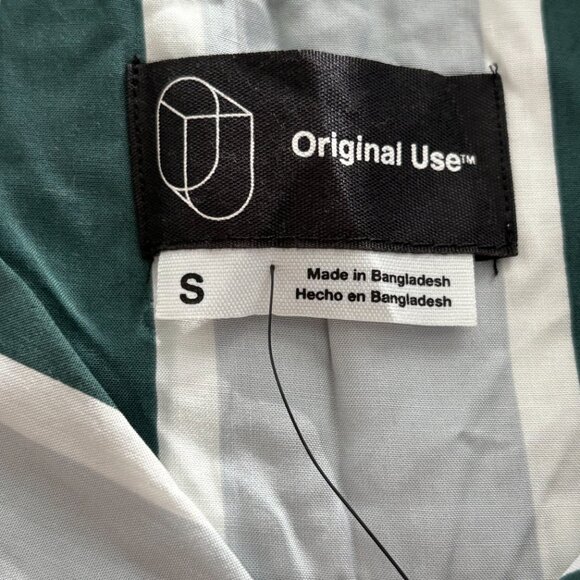 Original Use™
S
Made in Bangladesh
Hecho en Bangladesh